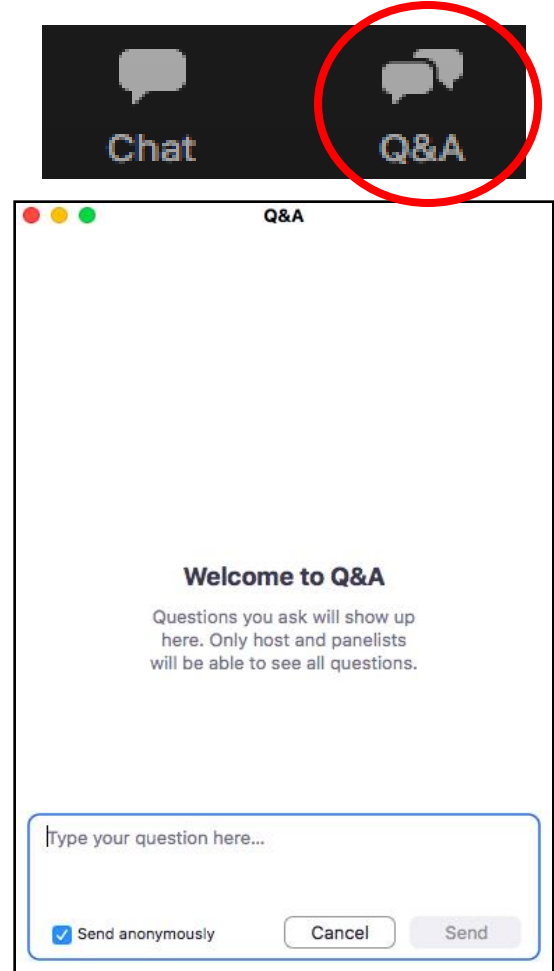 Chat Q&A
Q&A
Welcome to Q&A
Questions you ask will show up
here. Only host and panelists
will be able to see all questions.
Type your question here...
Send anonymously Cancel Send